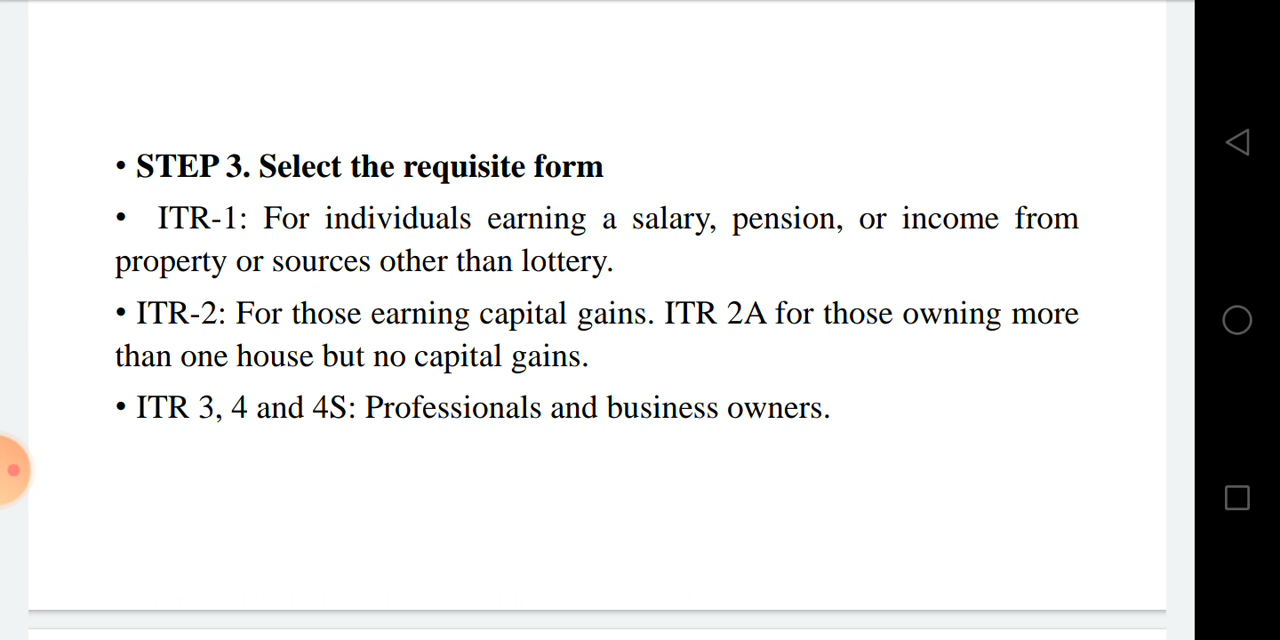 • STEP 3. Select the requisite form
• ITR-1: For individuals earning a salary, pension, or income from
property or sources other than lottery.
• ITR-2: For those earning capital gains. ITR 2A for those owning more
than one house but no capital gains.
• ITR 3, 4 and 4S: Professionals and business owners.